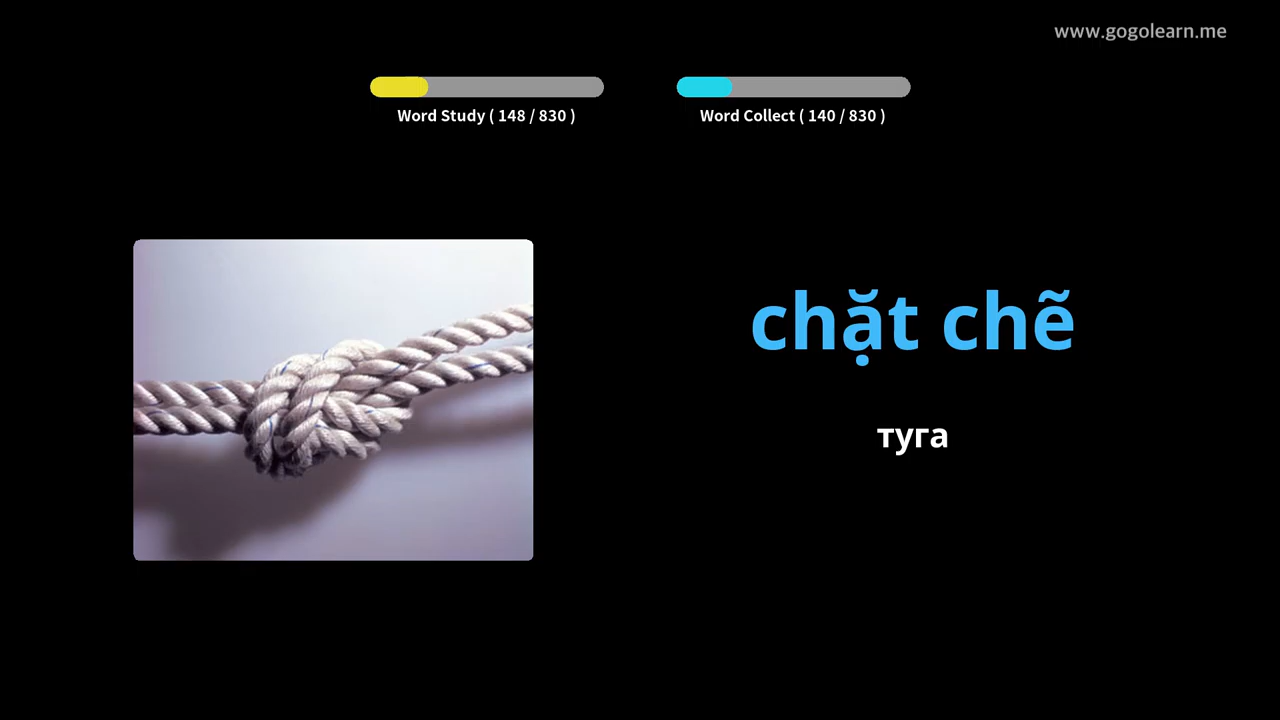 www.gogolearn.me
Word Study ( 148 / 830 )
Word Collect ( 140 / 830 )
chặt chẽ
туга